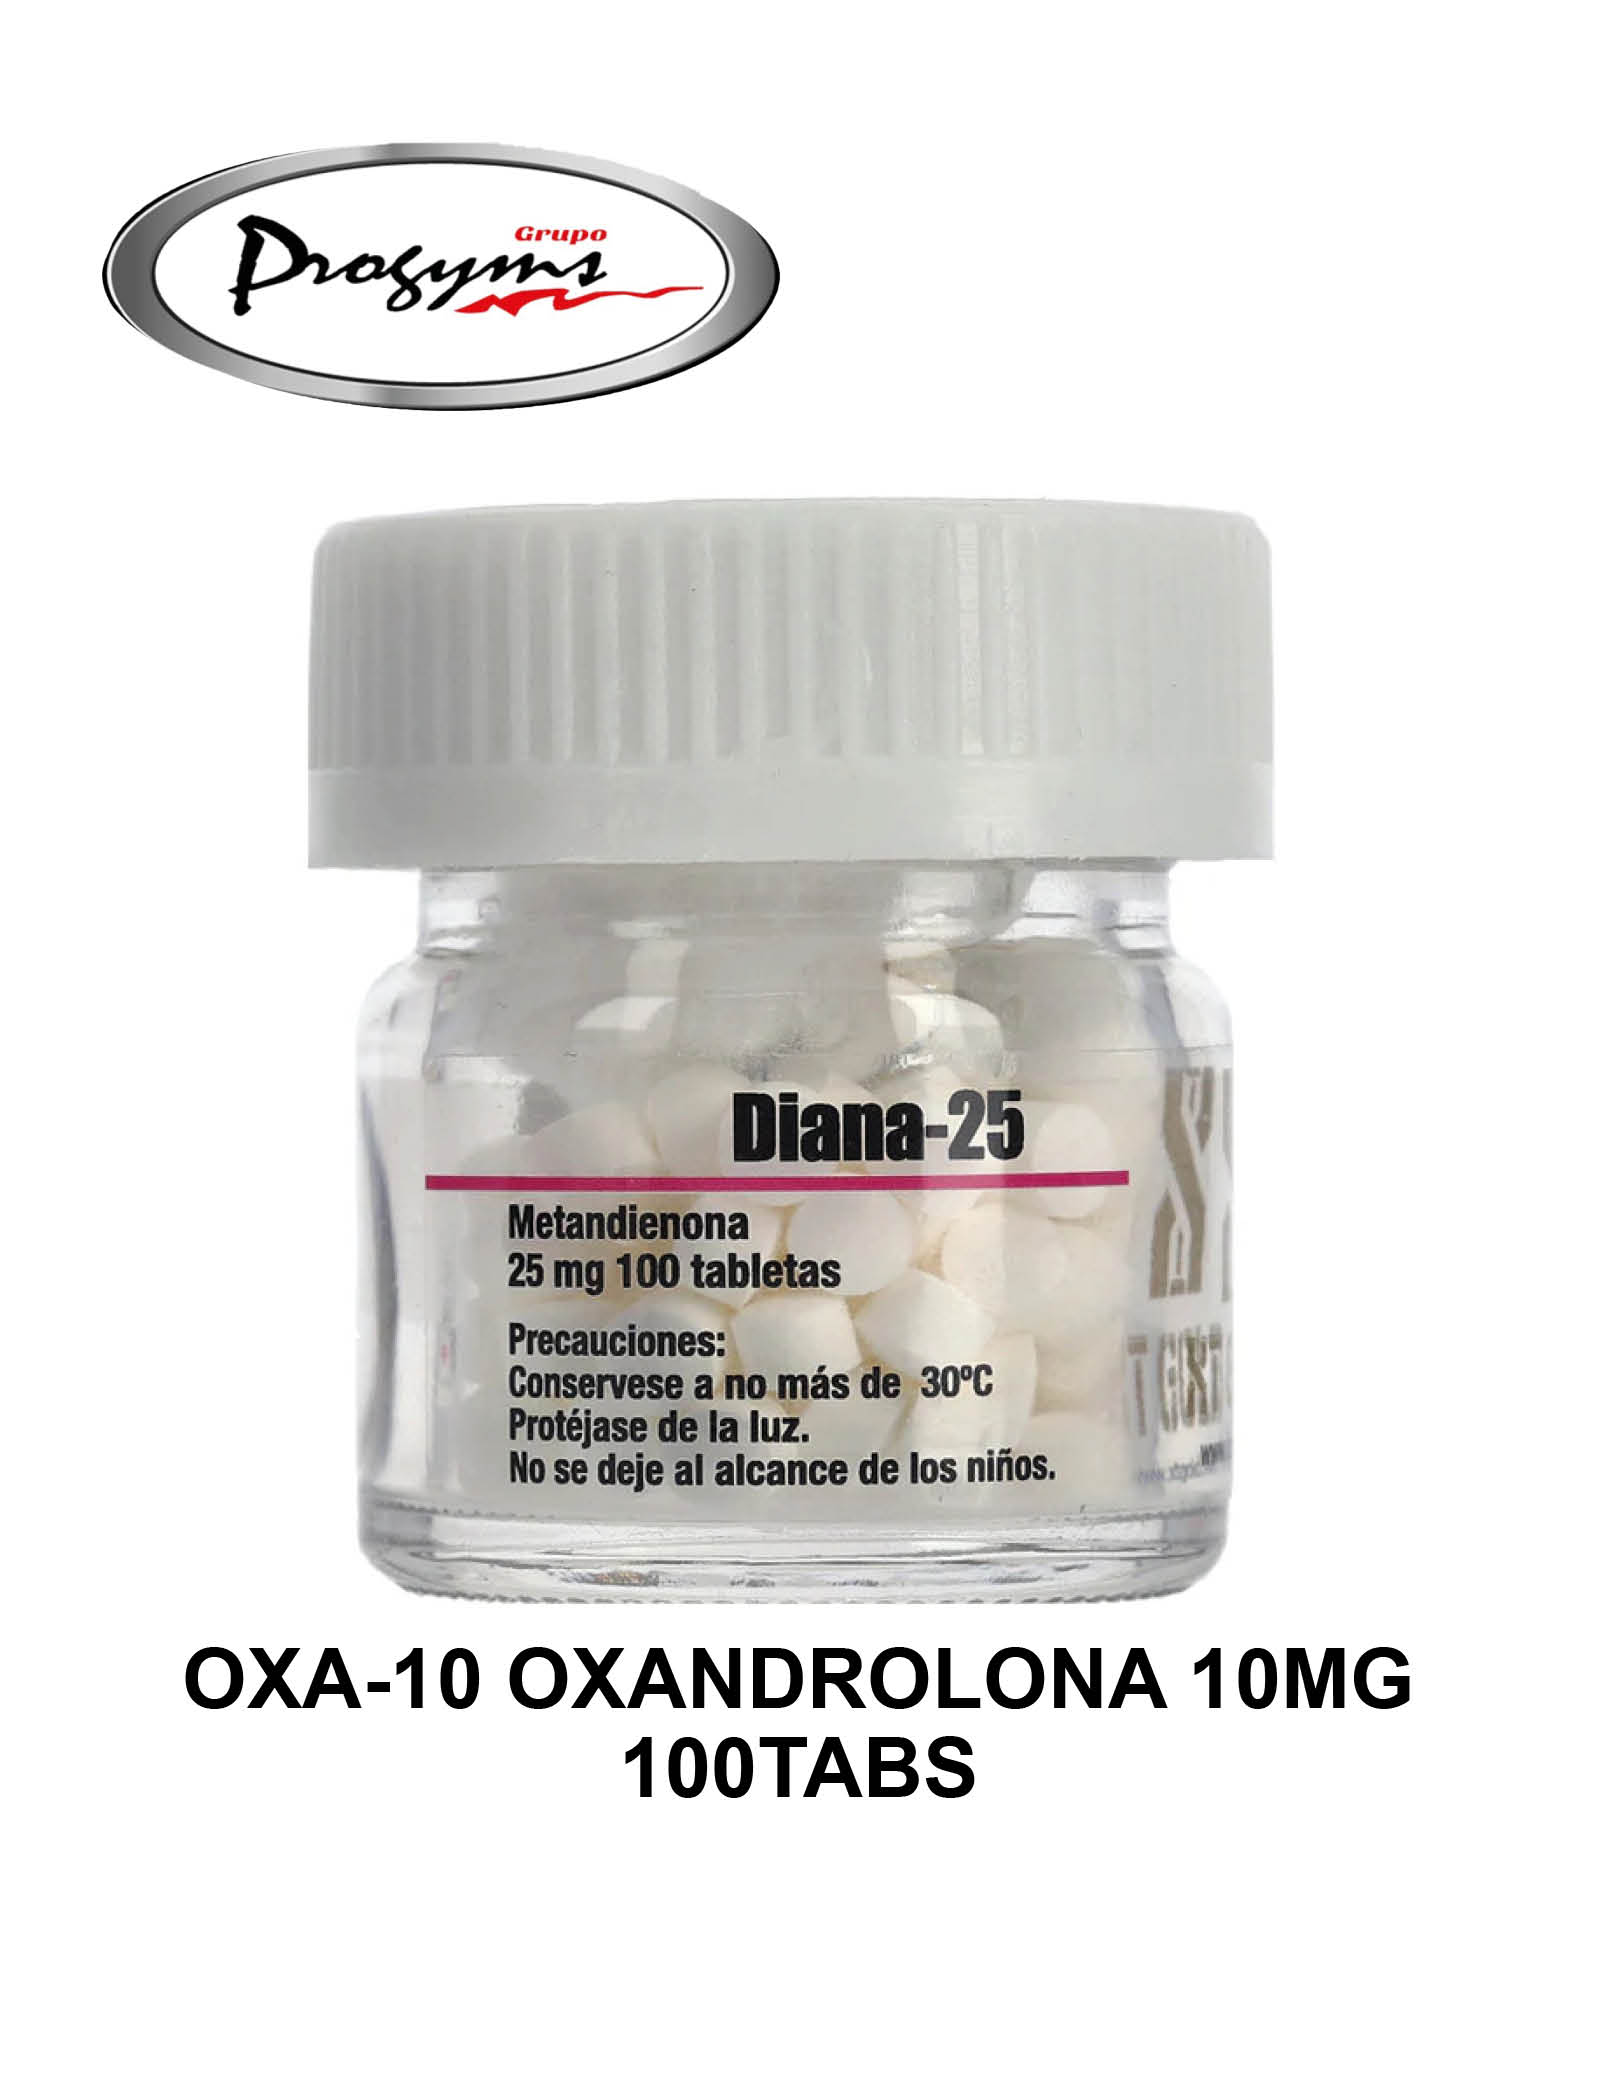 Grupo
Progyms
Diana-25
Metandienona
25 mg 100 tabletas
Precauciones:
Conservese a no más de 30ºC
Protéjase de la luz.
No se deje al alcance de los niños.
OXA-10 OXANDROLONA 10MG
100TABS